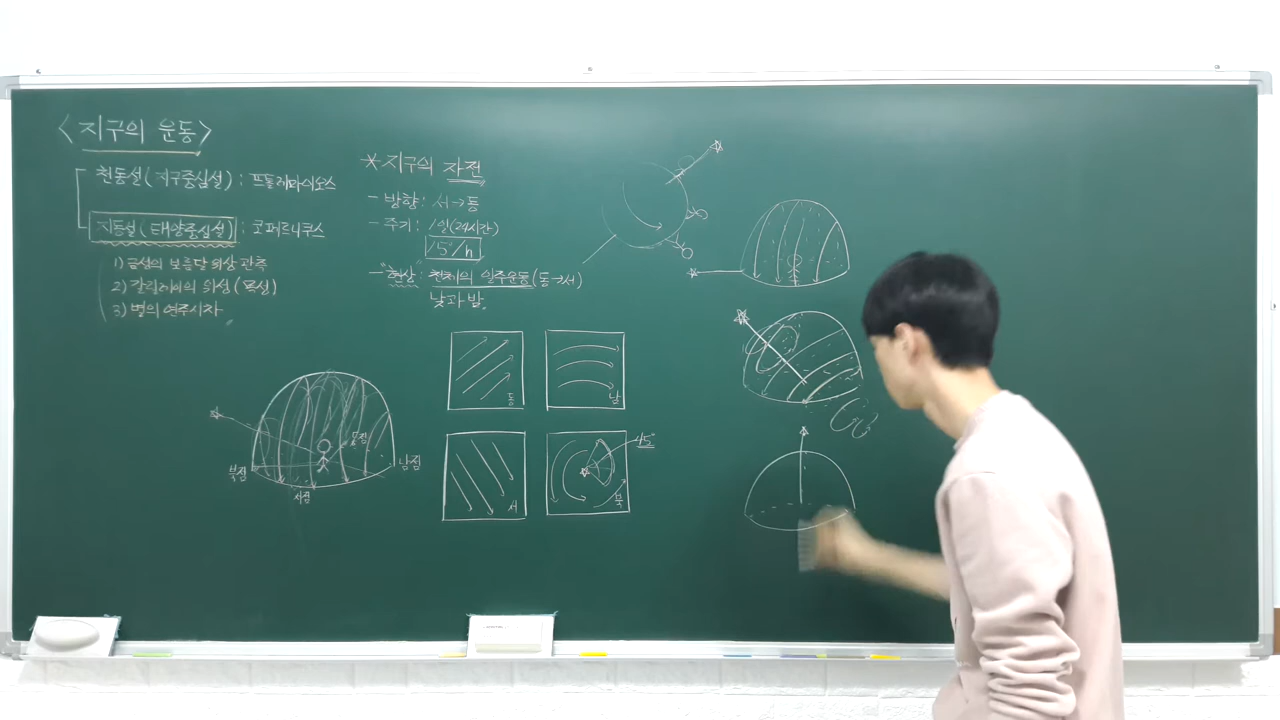 <지구의 운동>
천동설(지구중심설) : 프톨레마이오스
지동설(태양중심설) : 코페르니쿠스
1) 금성의 보름달 위상 관측
2) 갈릴레이의 위성 (목성)
3) 별의 연주시차
*지구의 자전
- 방향 : 서→동
- 주기 : 1일(24시간)
15°/h
- "현상" : 천체의 일주운동(동→서)
낮과 밤.
동
남
서
북
45°
북점
서점
동점
남점